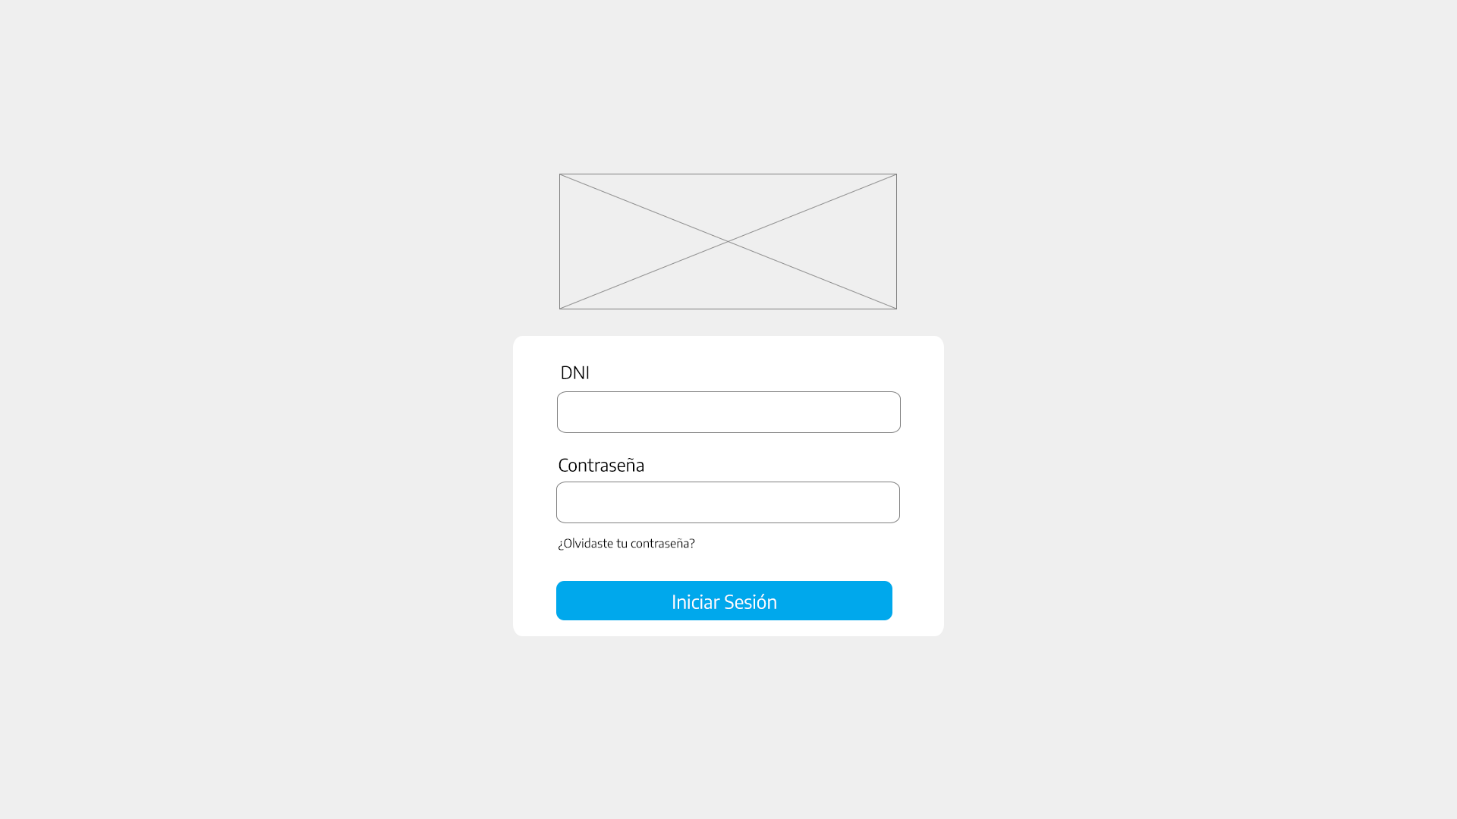 DNI
Contraseña
¿Olvidaste tu contraseña?
Iniciar Sesión